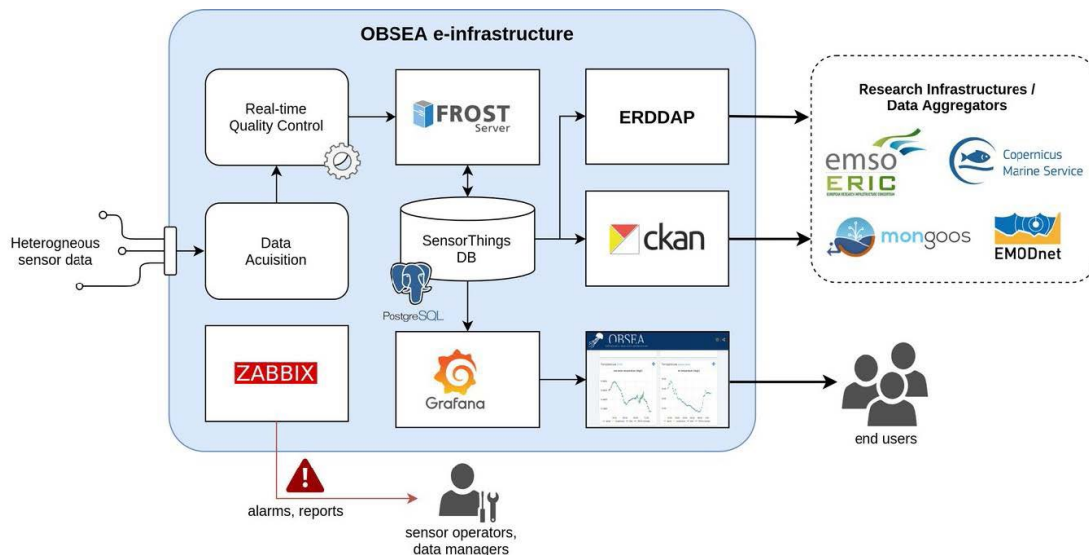 OBSEA e-infrastructure
Real-time
Quality Control
FROST
Server
ERDDAP
Research Infrastructures /
Data Aggregators
emso
ERIC
Copernicus
Marine Service
mongoos
EMODnet
Heterogneous
sensor data
Data
Acuisition
SensorThings
DB
PostgreSQL
ckan
ZABBIX
Grafana
OBSEA
end users
alarms, reports
sensor operators,
data managers